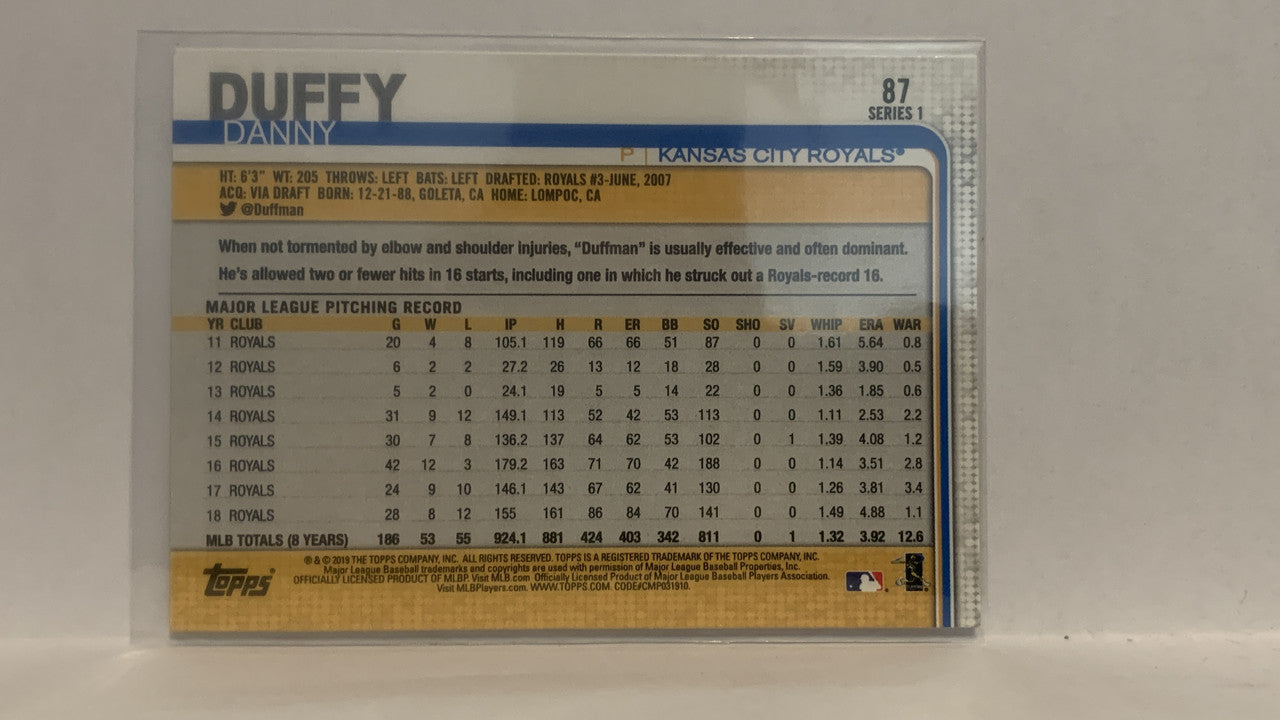 DUFFY
DANNY
87
SERIES 1
P | KANSAS CITY ROYALS®
HT: 6'3" WT: 205 THROWS: LEFT BATS: LEFT DRAFTED: ROYALS #3-JUNE, 2007
ACQ: VIA DRAFT BORN: 12-21-88, GOLETA, CA HOME: LOMPOC, CA
@Duffman
When not tormented by elbow and shoulder injuries, “Duffman” is usually effective and often dominant.
He's allowed two or fewer hits in 16 starts, including one in which he struck out a Royals-record 16.
MAJOR LEAGUE PITCHING RECORD
YR CLUB G W L IP H R ER BB SO SHO SV WHIP ERA WAR
11 ROYALS 20 4 8 105.1 119 66 66 51 87 0 0 1.61 5.64 0.8
12 ROYALS 6 2 2 27.2 26 13 12 18 28 0 0 1.59 3.90 0.5
13 ROYALS 5 2 0 24.1 19 5 5 14 22 0 0 1.36 1.85 0.6
14 ROYALS 31 9 12 149.1 113 52 42 53 113 0 0 1.11 2.53 2.2
15 ROYALS 30 7 8 136.2 137 64 62 53 102 0 1 1.39 4.08 1.2
16 ROYALS 42 12 3 179.2 163 71 70 42 188 0 0 1.14 3.51 2.8
17 ROYALS 24 9 10 146.1 143 67 62 41 130 0 0 1.26 3.81 3.4
18 ROYALS 28 8 12 155 161 86 84 70 141 0 0 1.49 4.88 1.1
MLB TOTALS (8 YEARS) 186 53 55 924.1 881 424 403 342 811 0 1 1.32 3.92 12.6
Topps®
® & © 2019 THE TOPPS COMPANY, INC. ALL RIGHTS RESERVED. TOPPS IS A REGISTERED TRADEMARK OF THE TOPPS COMPANY, INC.
Major League Baseball trademarks and copyrights are used with permission of Major League Baseball Properties, Inc.
OFFICIALLY LICENSED PRODUCT OF MLBP. Visit MLB.com Officially Licensed Product of Major League Baseball Players Association.
Visit MLBPlayers.com. WWW.TOPPS.COM. CODE#CMP031910.